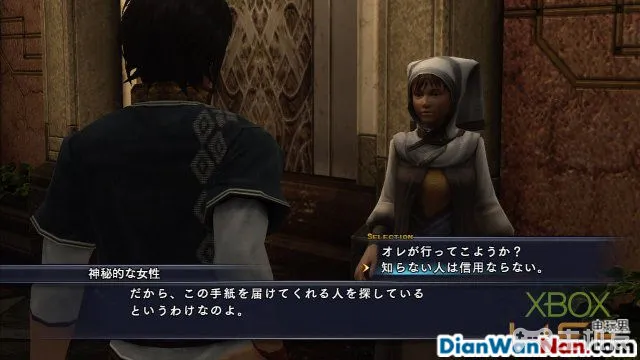 SELECTION
オレが行ってこようか？
知らない人は信用ならない。
神秘的な女性
だから、この手紙を届けてくれる人を探している
というわけなのよ。
XBOX
电玩男
DianWanNan.com